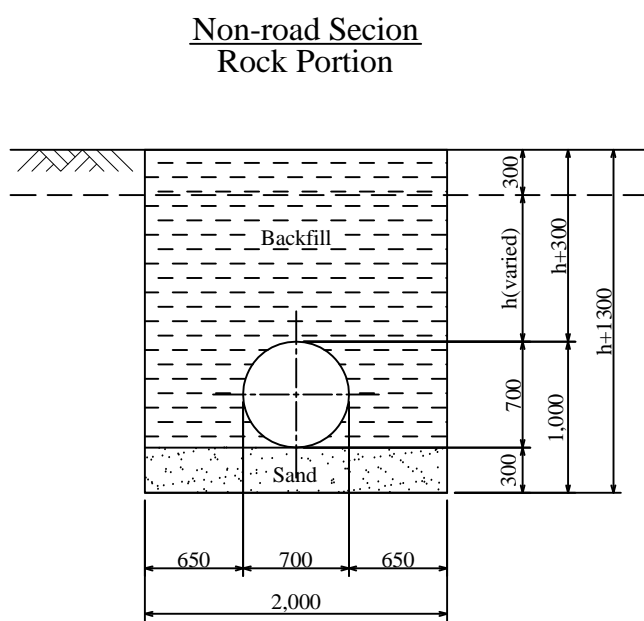 Non-road Secion
Rock Portion
300
Backfill
h(varied)
h+300
h+1300
700
1,000
Sand
300
650
700
650
2,000